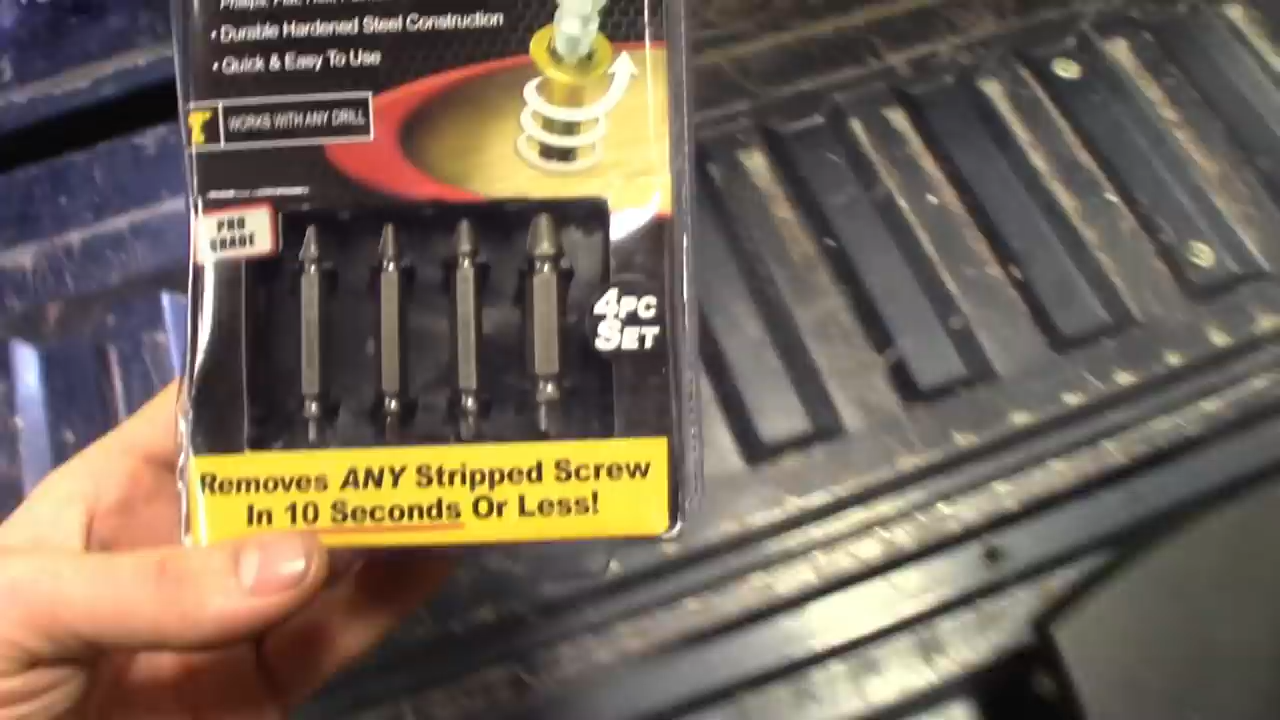 • Durable Hardened Steel Construction
• Quick & Easy To Use
WORKS WITH ANY DRILL
PRO
GRADE
4PC
SET
Removes ANY Stripped Screw
In 10 Seconds Or Less!